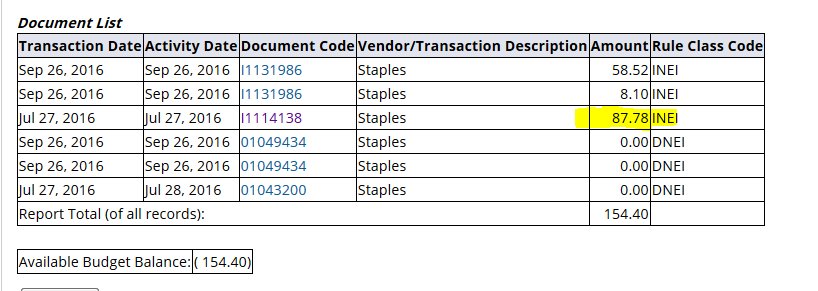 Document List
Transaction Date Activity Date Document Code Vendor/Transaction Description Amount Rule Class Code
Sep 26, 2016 Sep 26, 2016 I1131986 Staples 58.52 INEI
Sep 26, 2016 Sep 26, 2016 I1131986 Staples 8.10 INEI
Jul 27, 2016 Jul 27, 2016 I1114138 Staples 87.78 INEI
Sep 26, 2016 Sep 26, 2016 01049434 Staples 0.00 DNEI
Sep 26, 2016 Sep 26, 2016 01049434 Staples 0.00 DNEI
Jul 27, 2016 Jul 28, 2016 01043200 Staples 0.00 DNEI
Report Total (of all records): 154.40
Available Budget Balance: ( 154.40)